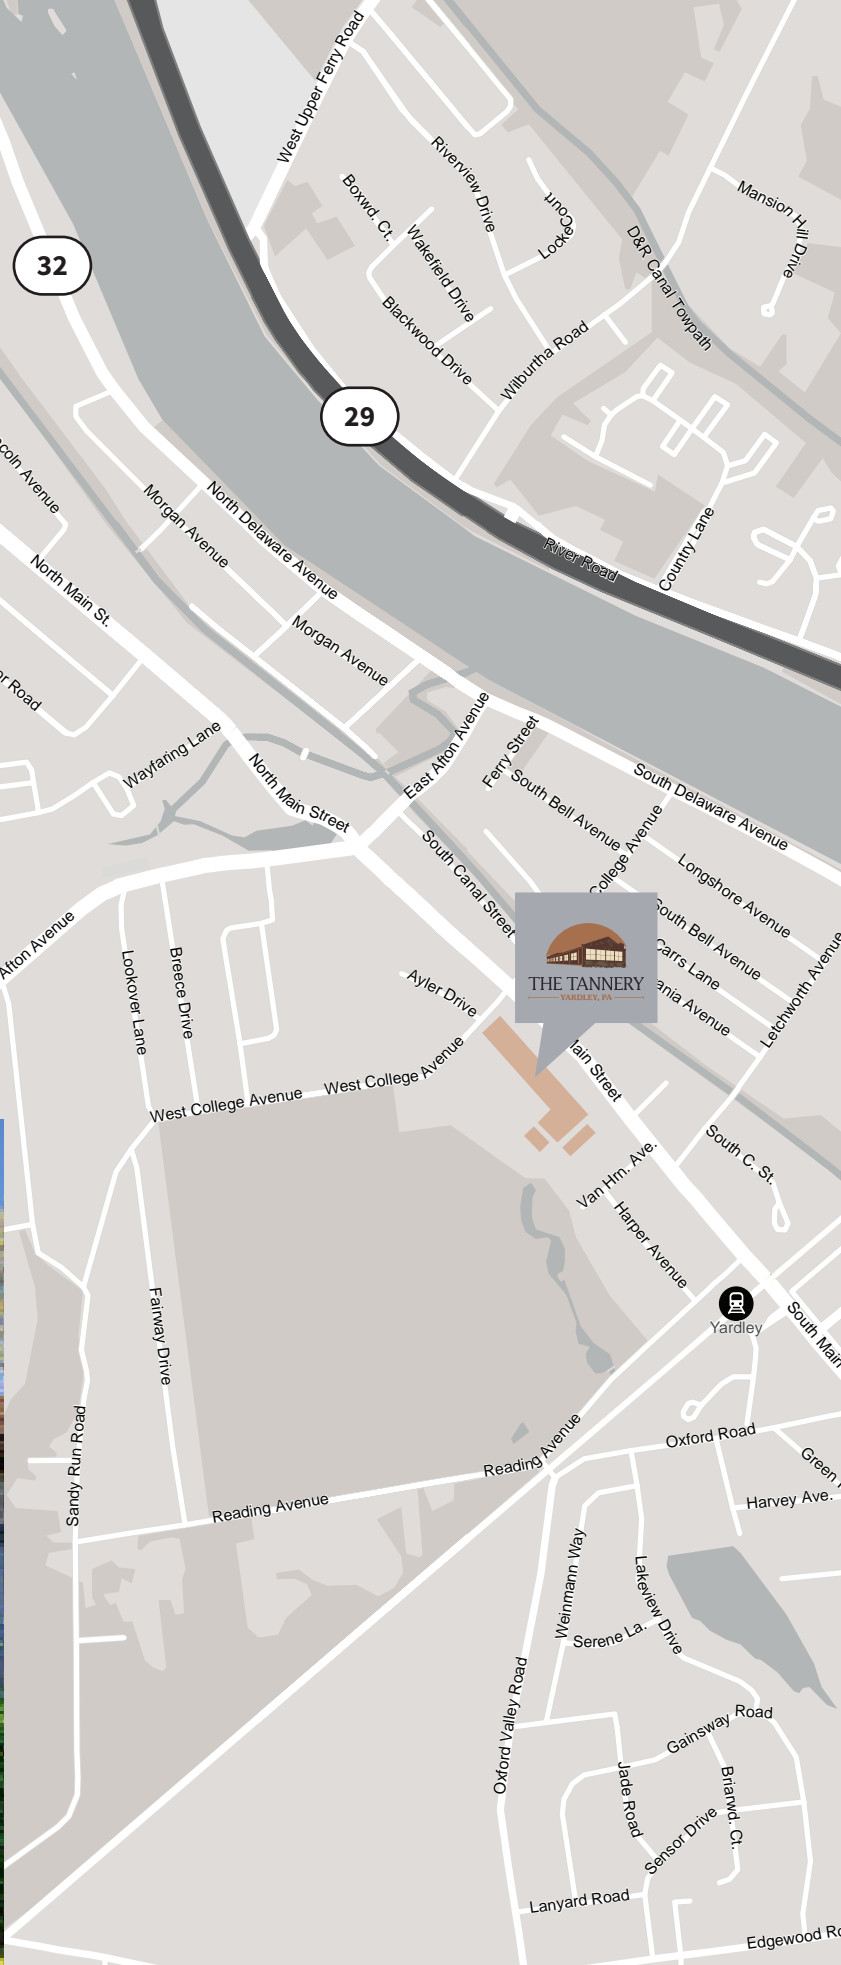 West Upper Ferry Road
Riverview Drive
Boxwd. Ct.
Wakefield Drive
Locke Court
Mansion Hill Drive
D&R Canal Towpath
32
Blackwood Drive
Wilburtha Road
29
coln Avenue
Morgan Avenue
North Delaware Avenue
River Road
Country Lane
North Main St.
Morgan Avenue
or Road
Wayfaring Lane
North Main Street
East Afton Avenue
Ferry Street
South Bell Avenue
South Delaware Avenue
College Avenue
Longshore Avenue
South Canal Street
South Bell Avenue
Carrs Lane
ania Avenue
Letchworth Avenue
Afton Avenue
Lookover Lane
Breece Drive
Ayler Drive
THE TANNERY
YARDLEY, PA
Main Street
West College Avenue
West College Avenue
South C. St.
Van Hrn. Ave.
Harper Avenue
Fairway Drive
Yardley
South Main
Sandy Run Road
Reading Avenue
Reading Avenue
Oxford Road
Green
Harvey Ave.
Weinmann Way
Lakeview Drive
Serene La.
Oxford Valley Road
Gainsway Road
Jade Road
Briarwd. Ct.
Sensor Drive
Lanyard Road
Edgewood Ro